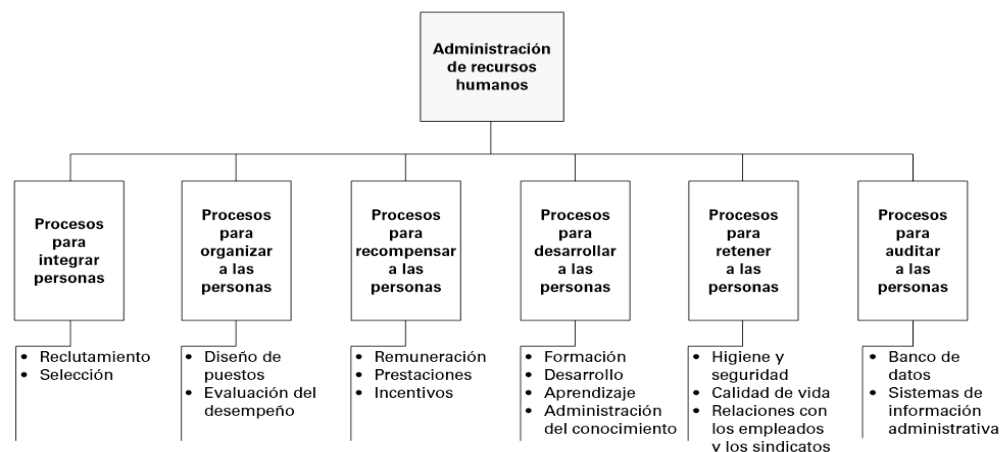 Administración
de recursos
humanos
Procesos
para
integrar
personas
Procesos
para
organizar
a las
personas
Procesos
para
recompensar
a las
personas
Procesos
para
desarrollar
a las
personas
Procesos
para
retener
a las
personas
Procesos
para
auditar
a las
personas
• Reclutamiento
• Selección
• Diseño de
puestos
• Evaluación del
desempeño
• Remuneración
• Prestaciones
• Incentivos
• Formación
• Desarrollo
• Aprendizaje
• Administración
del conocimiento
• Higiene y
seguridad
• Calidad de vida
• Relaciones con
los empleados
y los sindicatos
• Banco de
datos
• Sistemas de
información
administrativa